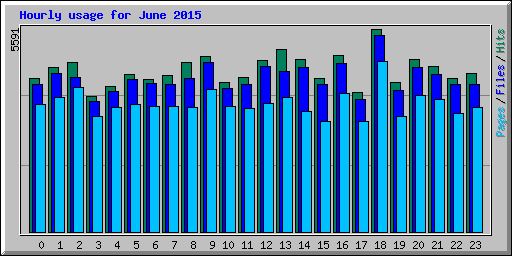 Hourly usage for June 2015
5591
Pages / Files / Hits
0 1 2 3 4 5 6 7 8 9 10 11 12 13 14 15 16 17 18 19 20 21 22 23